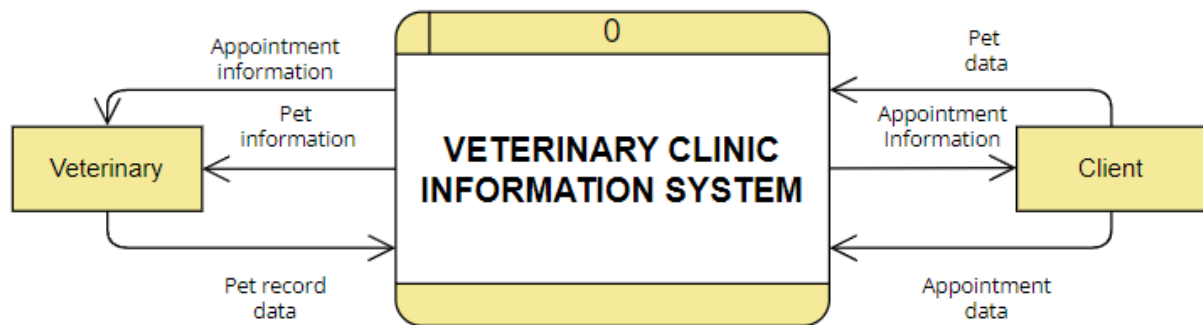 0
Appointment
information
Pet
information
Veterinary
Pet record
data
VETERINARY CLINIC
INFORMATION SYSTEM
Pet
data
Appointment
Information
Client
Appointment
data